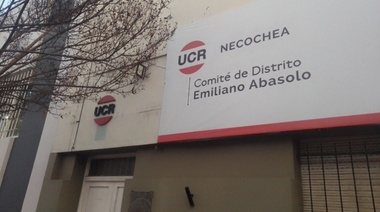 UCR
NECOCHEA
Comité de Distrito
Emiliano Abasolo
UCR